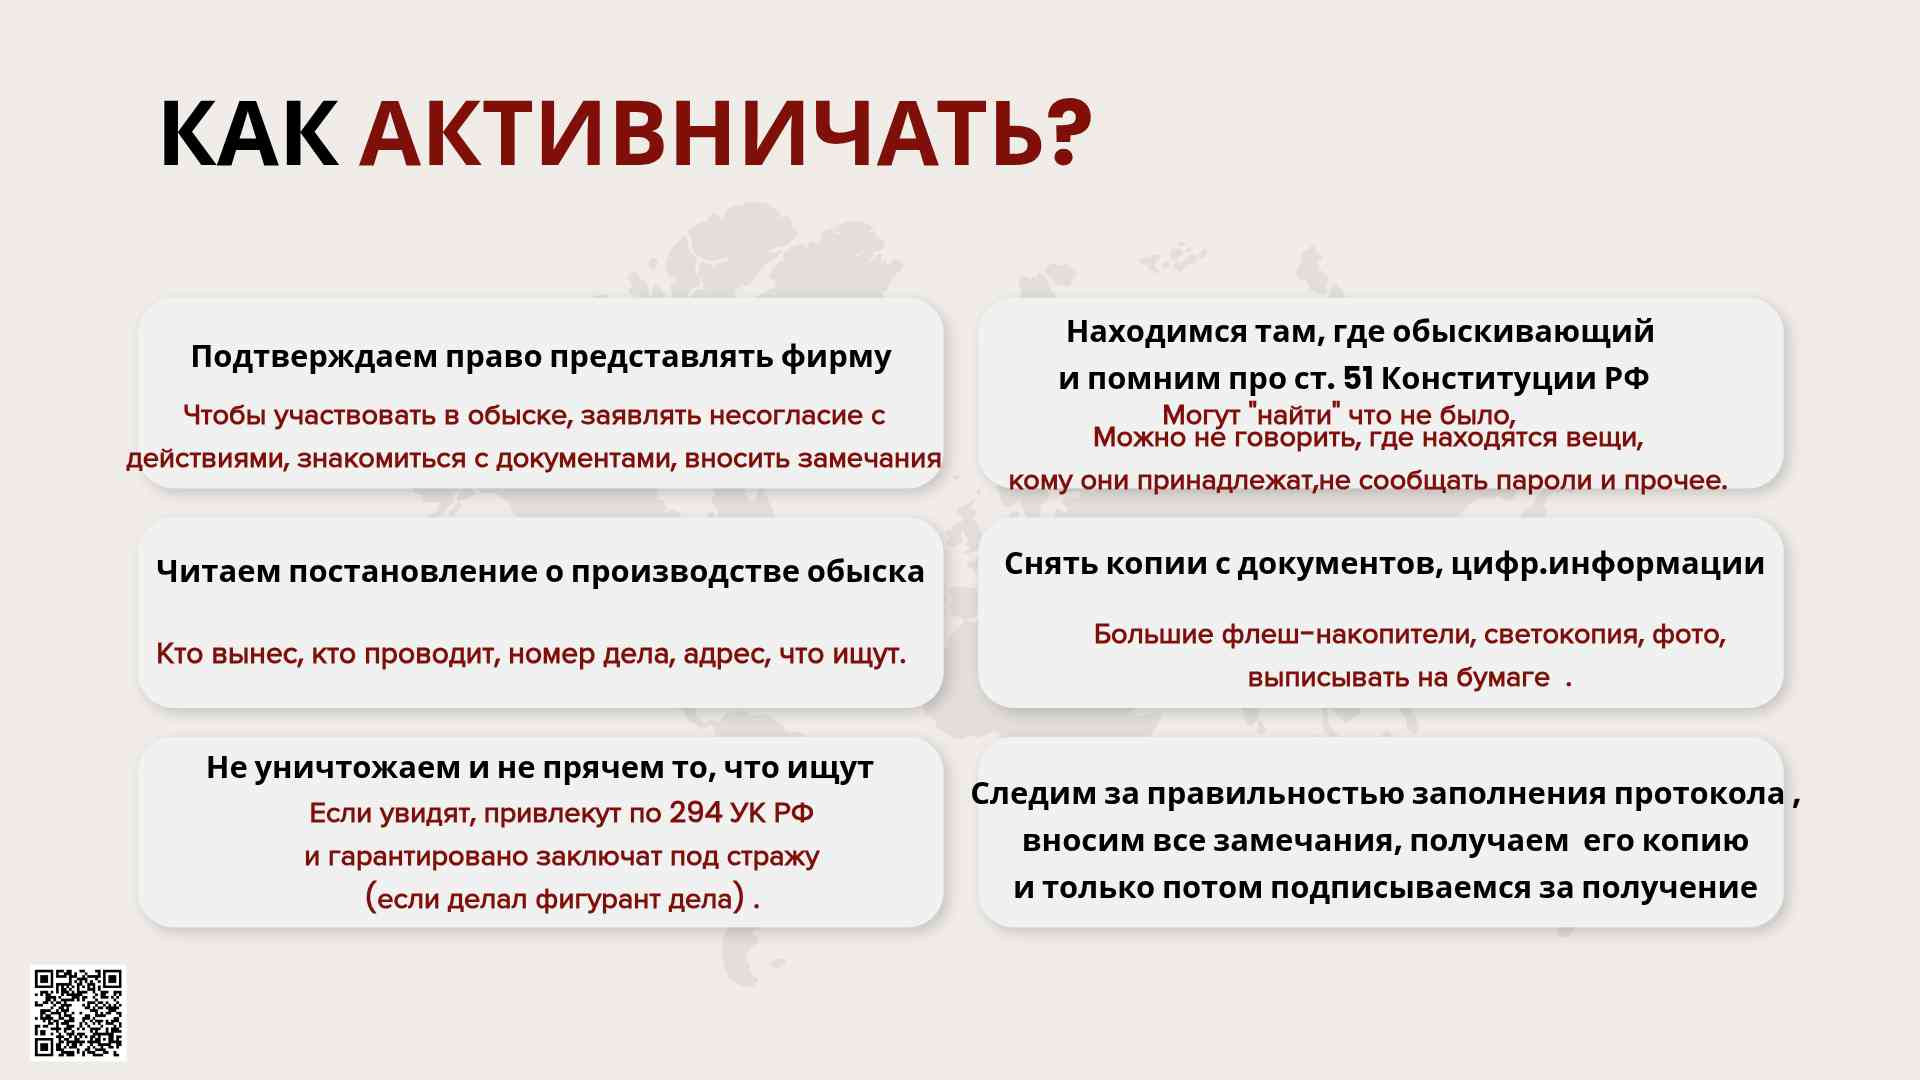 КАК АКТИВНИЧАТЬ?
Подтверждаем право представлять фирму
Чтобы участвовать в обыске, заявлять несогласие с
действиями, знакомиться с документами, вносить замечания
Находимся там, где обыскивающий
и помним про ст. 51 Конституции РФ
Могут "найти" что не было,
Можно не говорить, где находятся вещи,
кому они принадлежат,не сообщать пароли и прочее.
Читаем постановление о производстве обыска
Кто вынес, кто проводит, номер дела, адрес, что ищут.
Снять копии с документов, цифр.информации
Большие флеш-накопители, светокопия, фото,
выписывать на бумаге .
Не уничтожаем и не прячем то, что ищут
Если увидят, привлекут по 294 УК РФ
и гарантировано заключат под стражу
(если делал фигурант дела) .
Следим за правильностью заполнения протокола ,
вносим все замечания, получаем его копию
и только потом подписываемся за получение